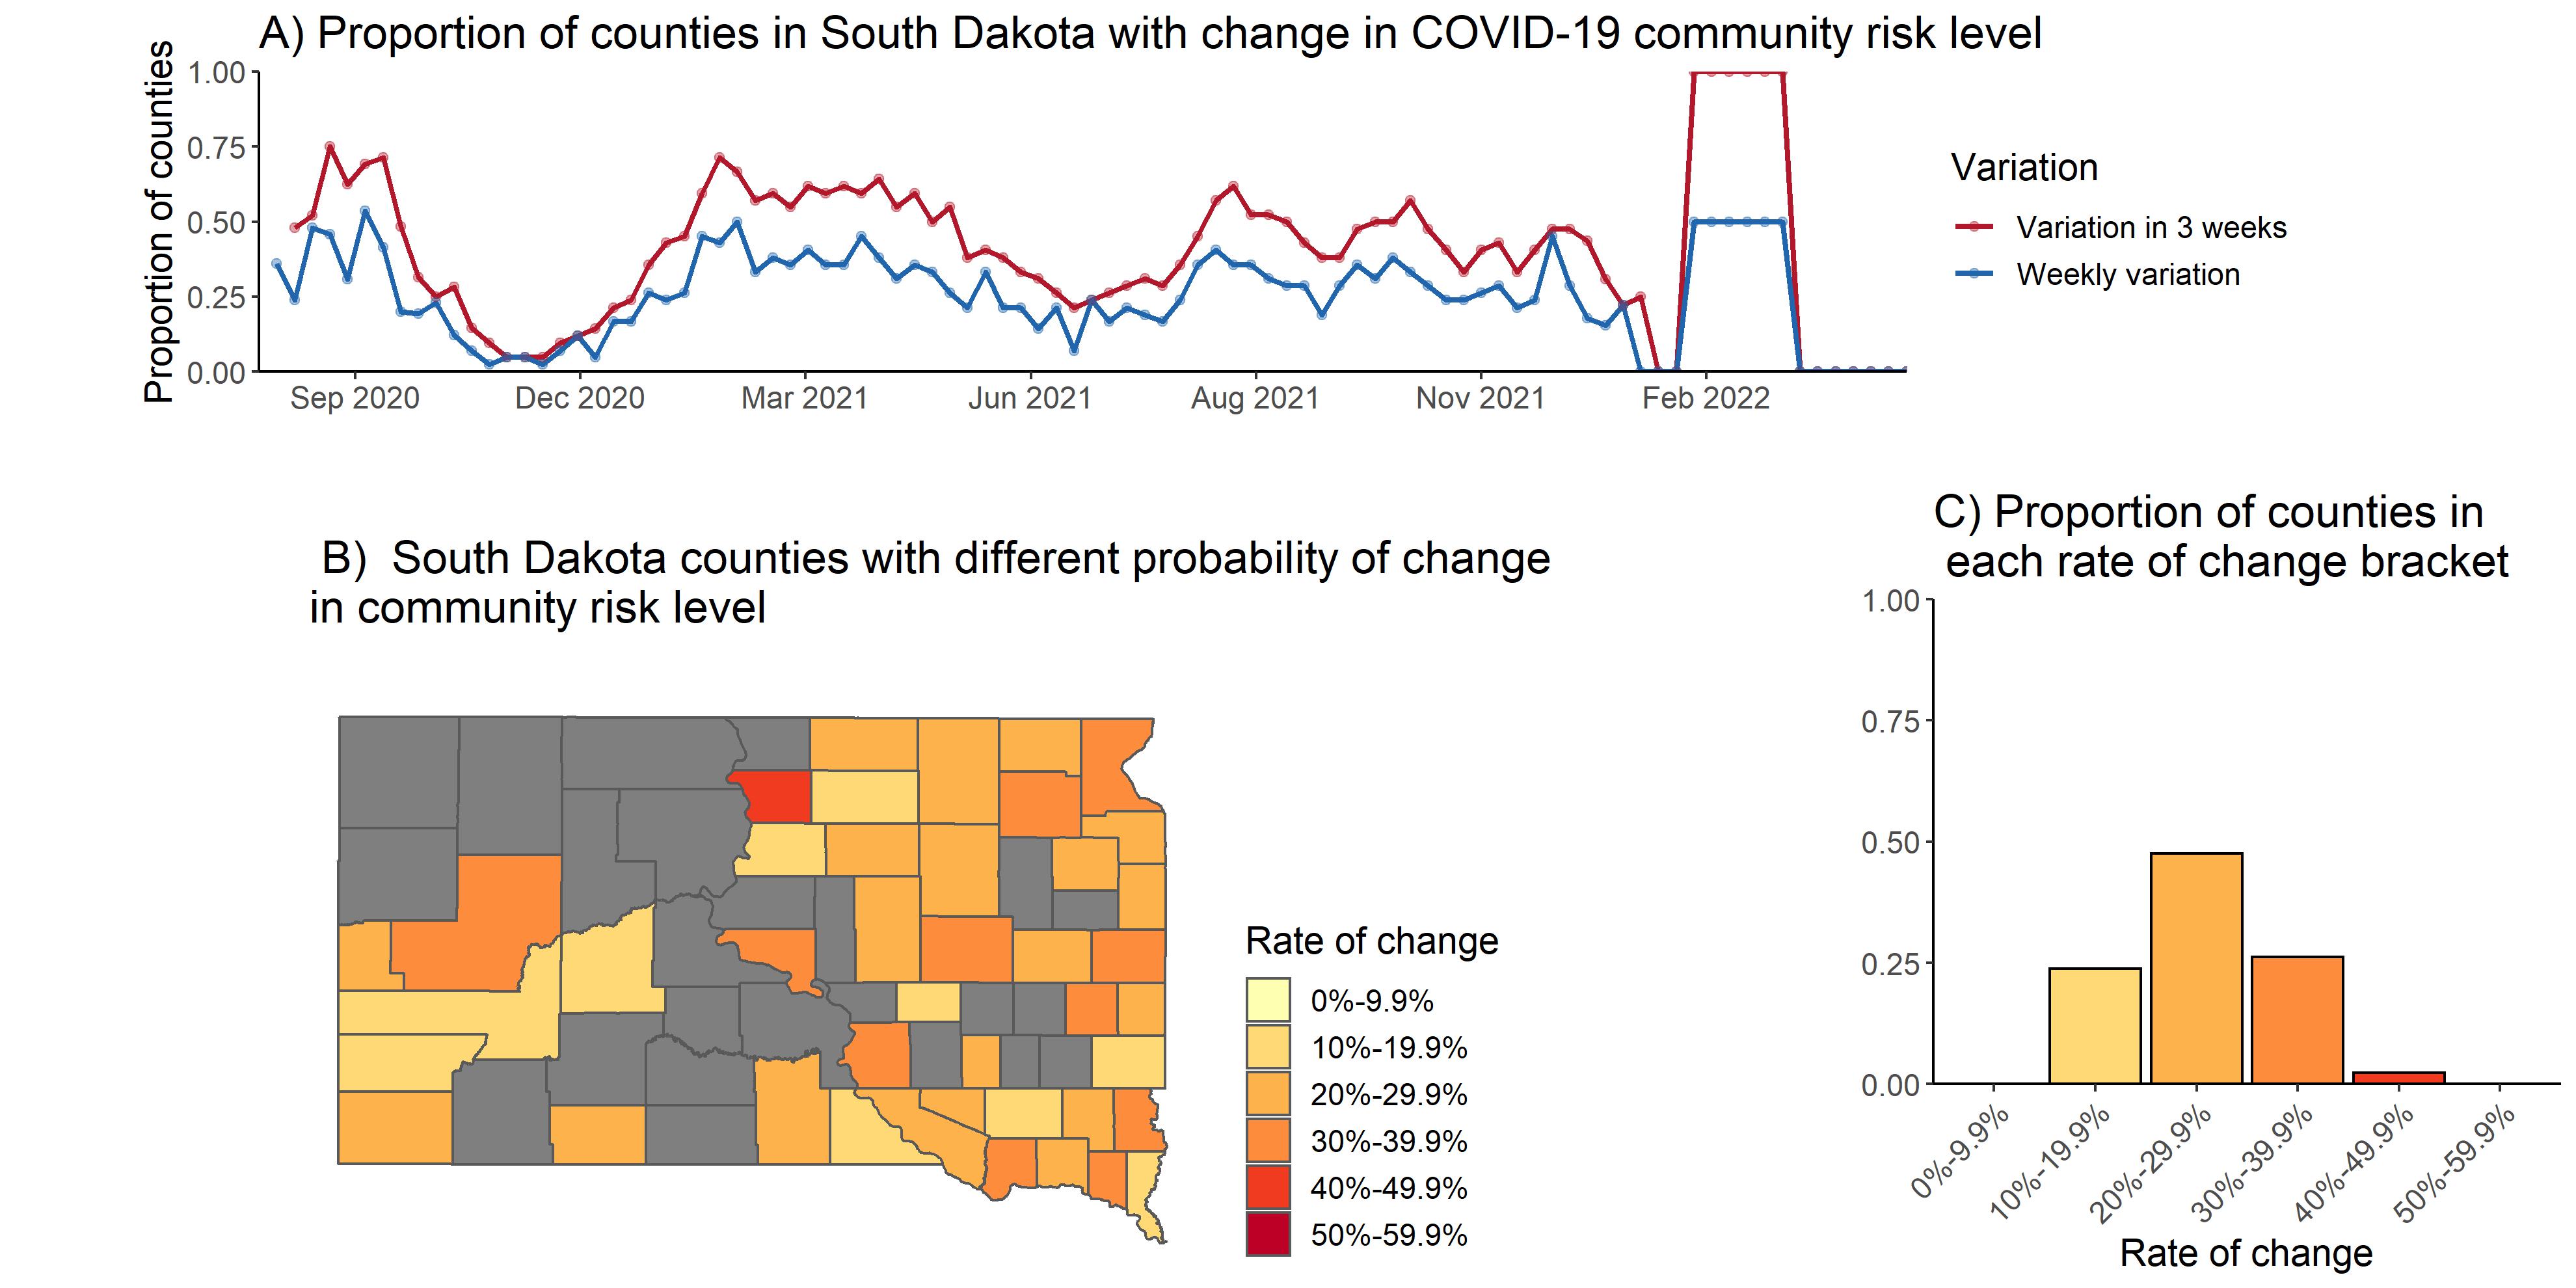 A) Proportion of counties in South Dakota with change in COVID-19 community risk level
Proportion of counties
1.00
0.75
0.50
0.25
0.00
Sep 2020 Dec 2020 Mar 2021 Jun 2021 Aug 2021 Nov 2021 Feb 2022
Variation
Variation in 3 weeks
Weekly variation
B) South Dakota counties with different probability of change
in community risk level
Rate of change
0%-9.9%
10%-19.9%
20%-29.9%
30%-39.9%
40%-49.9%
50%-59.9%
C) Proportion of counties in
each rate of change bracket
1.00
0.75
0.50
0.25
0.00
0%-9.9%
10%-19.9%
20%-29.9%
30%-39.9%
40%-49.9%
50%-59.9%
Rate of change